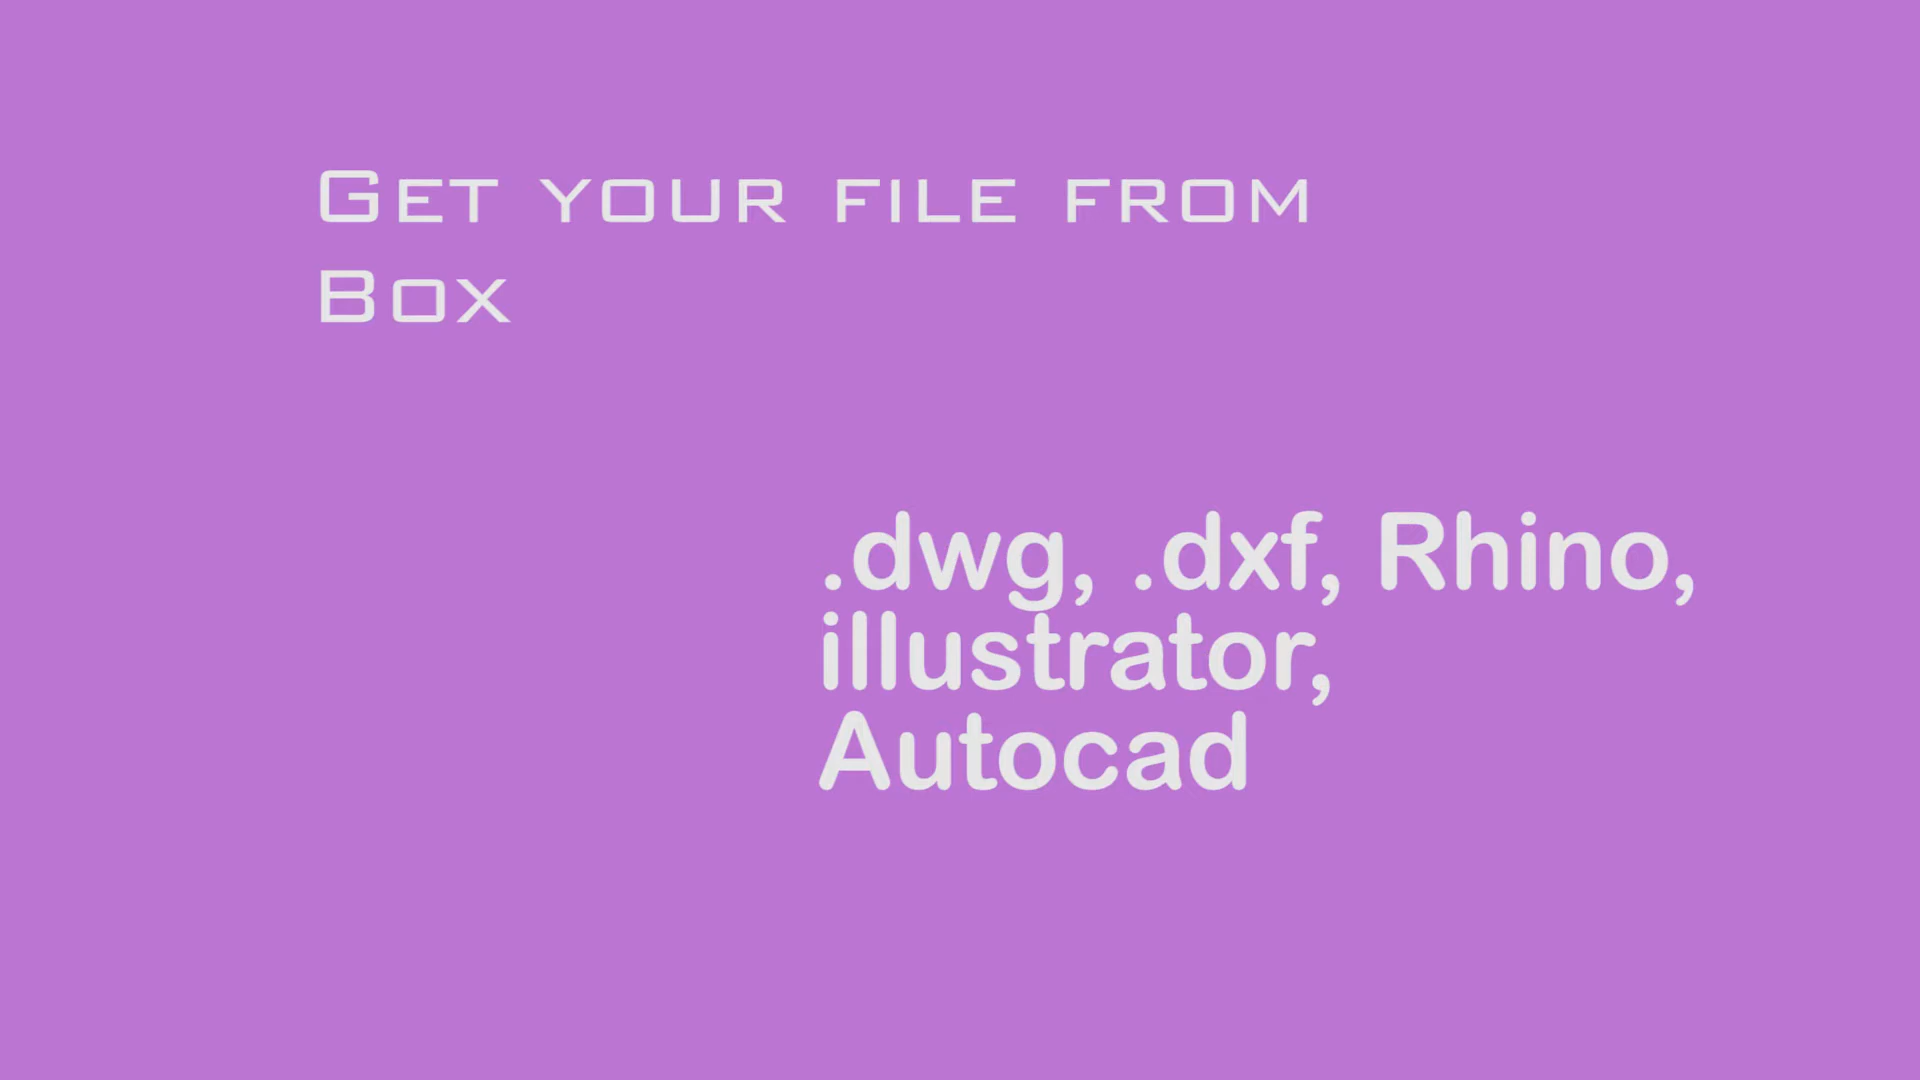 Get your file from
Box
.dwg, .dxf, Rhino,
illustrator,
Autocad